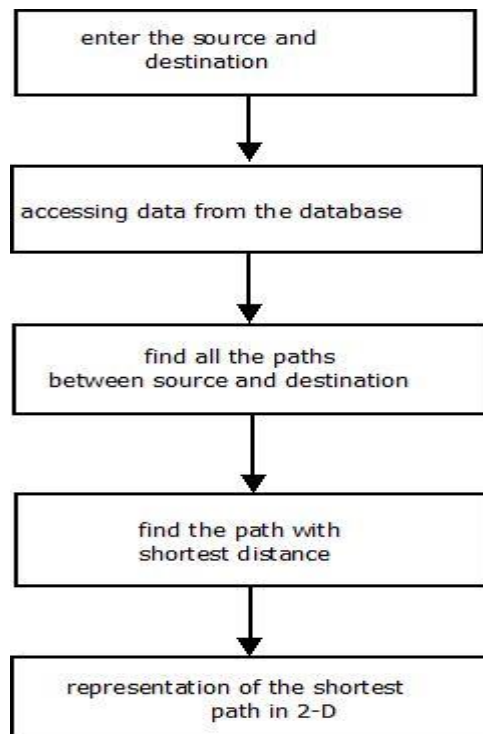 enter the source and
destination
accessing data from the database
find all the paths
between source and destination
find the path with
shortest distance
representation of the shortest
path in 2-D